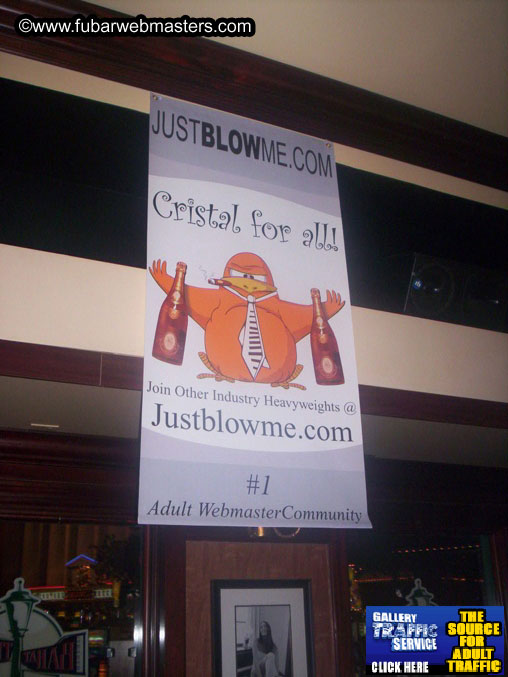 ©www.fubarwebmasters.com
JUSTBLOWME.COM
Cristal for all!
Join Other Industry Heavyweights @
Justblowme.com
#1
Adult WebmasterCommunity
GALLERY
TRAFFIC
SERVICE
CLICK HERE
THE
SOURCE
FOR
ADULT
TRAFFIC